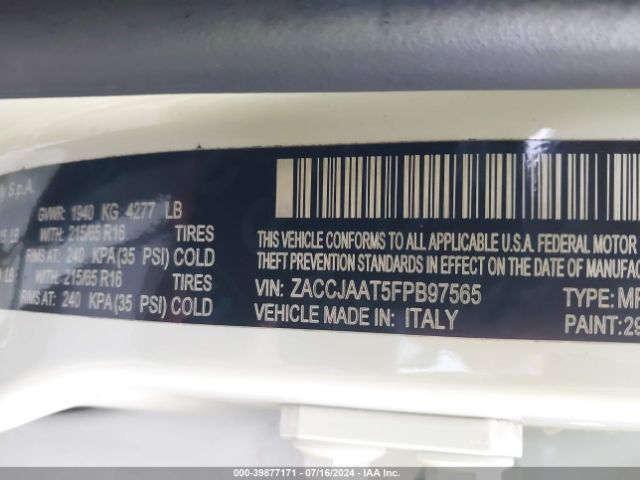 y S.p.A.
GVWR: 1940 KG 4277 LB
LB WITH: 215/65 R16 TIRES
RIMS AT: 240 KPA(35 PSI) COLD
LB WITH: 215/65 R16 TIRES
RIMS AT: 240 KPA(35 PSI) COLD
THIS VEHICLE CONFORMS TO ALL APPLICABLE U.S.A. FEDERAL MOTOR
THEFT PREVENTION STANDARDS IN EFFECT ON THE DATE OF MANUFA
VIN: ZACCJAAT5FPB97565 TYPE: M
VEHICLE MADE IN: ITALY PAINT: 29
000-39877171 | 07/16/2024 | IAA Inc.